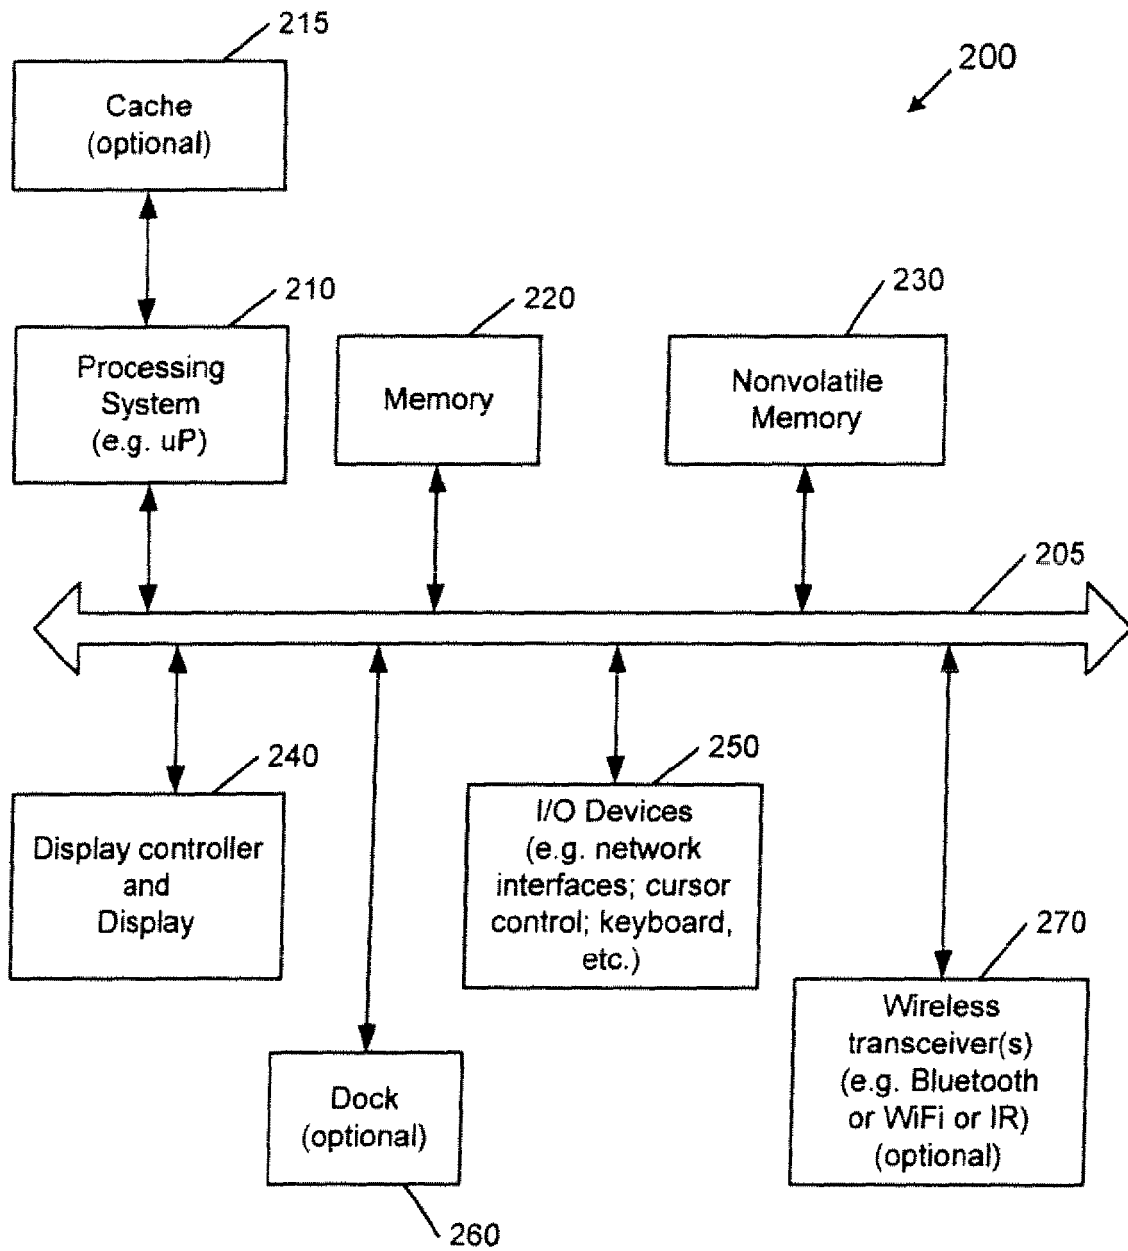 215
200
Cache
(optional)
210
220
230
Processing
System
(e.g. uP)
Memory
Nonvolatile
Memory
205
240
250
Display controller
and
Display
I/O Devices
(e.g. network
interfaces; cursor
control; keyboard,
etc.)
270
Dock
(optional)
260
Wireless
transceiver(s)
(e.g. Bluetooth
or WiFi or IR)
(optional)